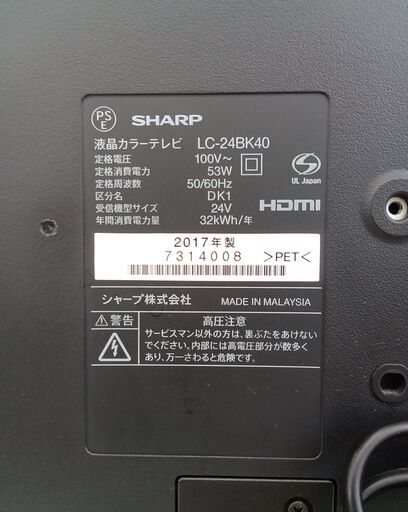 PS
E
SHARP
液晶カラーテレビ LC-24BK40
定格電圧 100V～
定格消費電力 53W
定格周波数 50/60Hz
区分名 DK1
受信機型サイズ 24V
年間消費電力量 32kWh/年
S
UL Japan
HDMI
2017年製
7314008 >PET<
シャープ株式会社 MADE IN MALAYSIA
警告 高圧注意
サービスマン以外の方は、裏ぶたをあけない
でください。内部には高電圧部分が数多く
あり、万一さわると危険です。